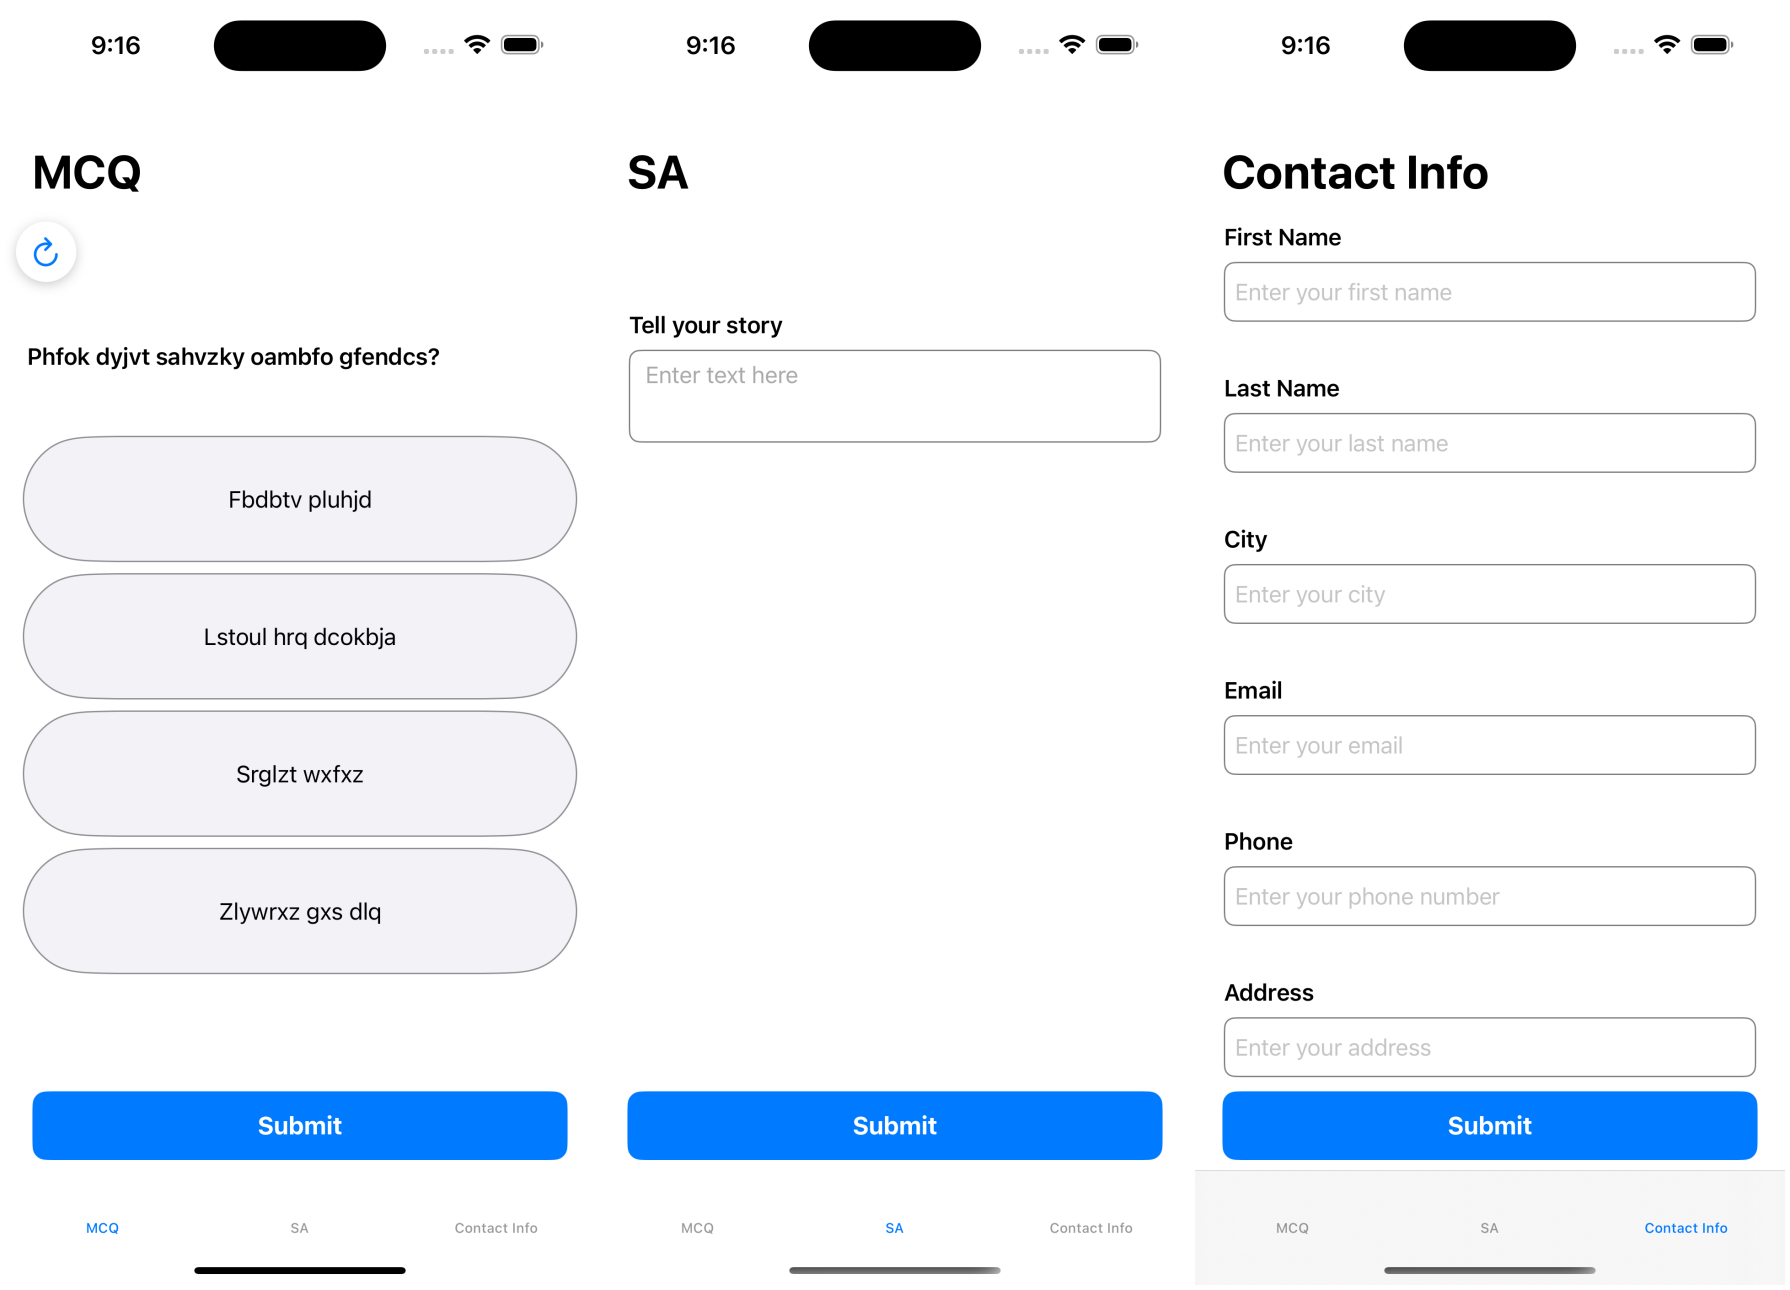 9:16
MCQ
Phfok dyjvt sahvzky oambfo gfendcs?
Fbdbtv pluhjd
Lstoul hrq dcokbja
Srglzt wxfxz
Zlywrxz gxs dlq
Submit
MCQ SA Contact Info
9:16
SA
Tell your story
Enter text here
Submit
MCQ SA Contact Info
9:16
Contact Info
First Name
Enter your first name
Last Name
Enter your last name
City
Enter your city
Email
Enter your email
Phone
Enter your phone number
Address
Enter your address
Submit
MCQ SA Contact Info